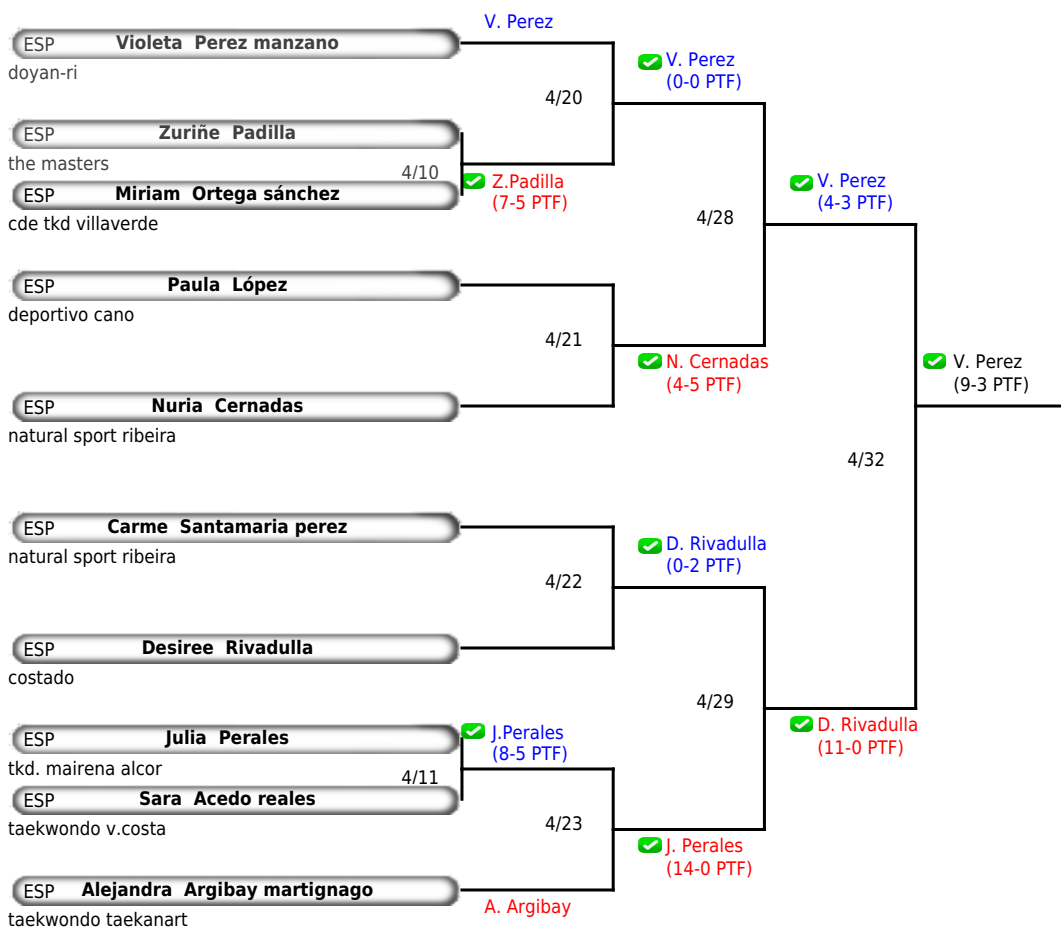 V. Perez
ESP Violeta Perez manzano
doyan-ri
V. Perez
(0-0 PTF)
4/20
ESP Zuriñe Padilla
the masters
4/10
Z.Padilla
(7-5 PTF)
ESP Miriam Ortega sánchez
cde tkd villaverde
V. Perez
(4-3 PTF)
4/28
ESP Paula López
deportivo cano
4/21
N. Cernadas
(4-5 PTF)
V. Perez
(9-3 PTF)
ESP Nuria Cernadas
natural sport ribeira
4/32
ESP Carme Santamaria perez
natural sport ribeira
D. Rivadulla
(0-2 PTF)
4/22
ESP Desiree Rivadulla
costado
4/29
D. Rivadulla
(11-0 PTF)
ESP Julia Perales
J.Perales
(8-5 PTF)
tkd. mairena alcor
4/11
ESP Sara Acedo reales
taekwondo v.costa
4/23
J. Perales
(14-0 PTF)
ESP Alejandra Argibay martignago
A. Argibay
taekwondo taekanart